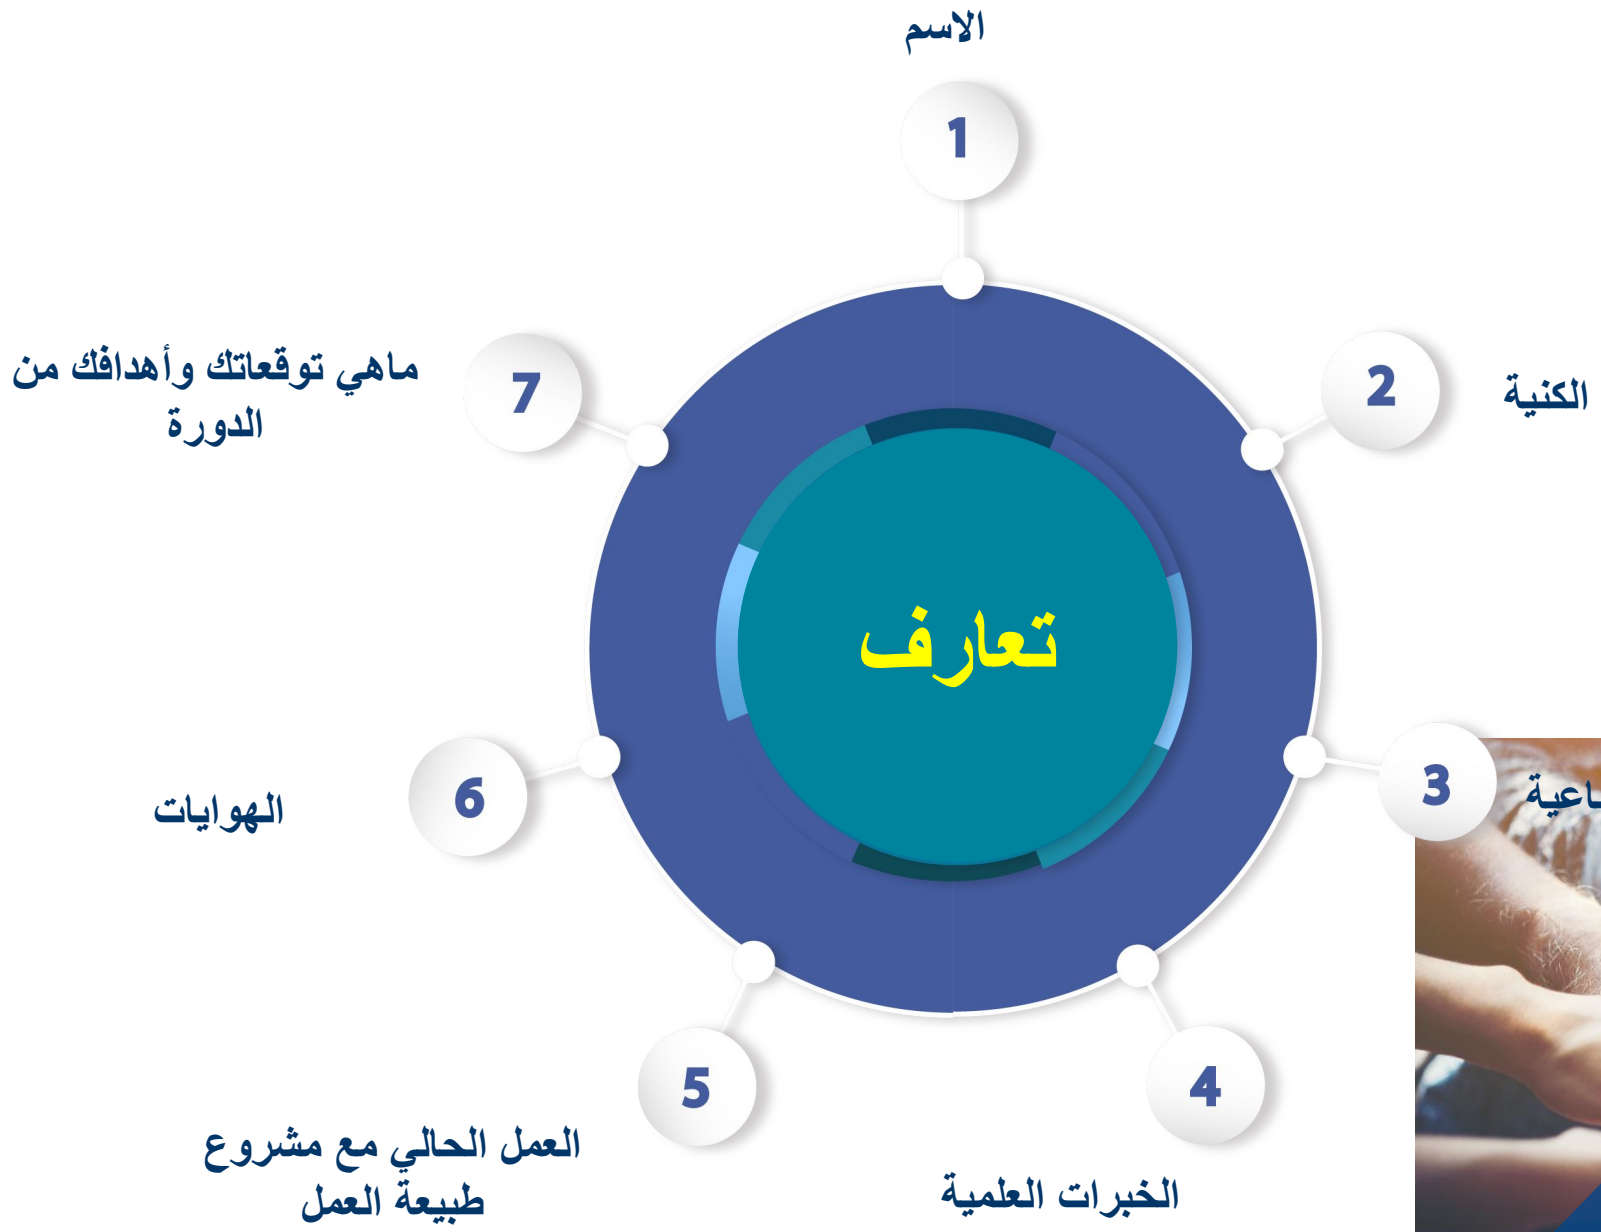 الاسم
1
2
الكنية
3
4
الخبرات العلمية
5
العمل الحالي مع مشروع
طبيعة العمل
6
الهوايات
7
ماهي توقعاتك وأهدافك من
الدورة
تعارف